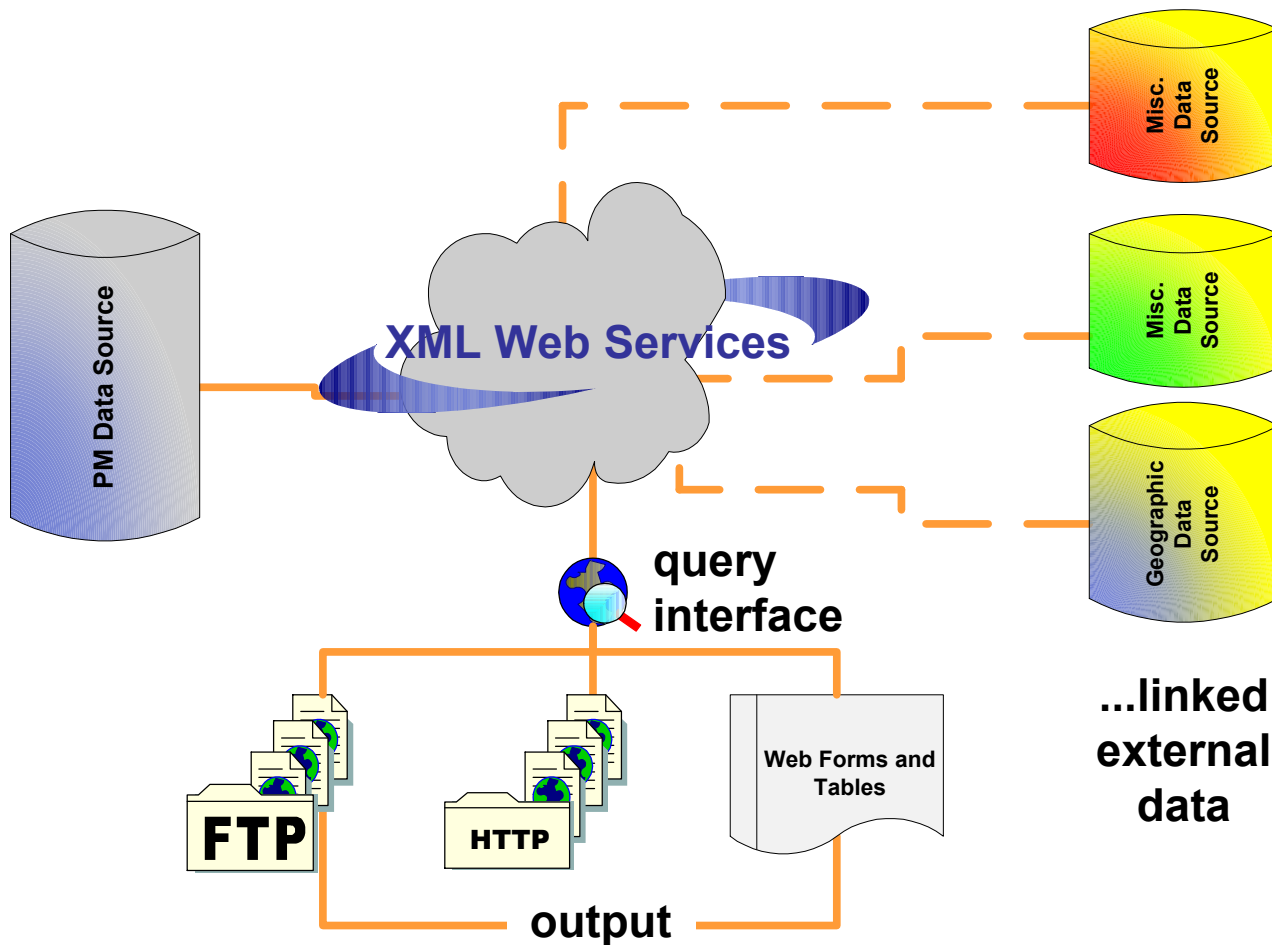 Misc.
Data
Source
PM Data Source
XML Web Services
Misc.
Data
Source
Geographic
Data
Source
query
interface
...linked
external
data
FTP
HTTP
Web Forms and
Tables
output